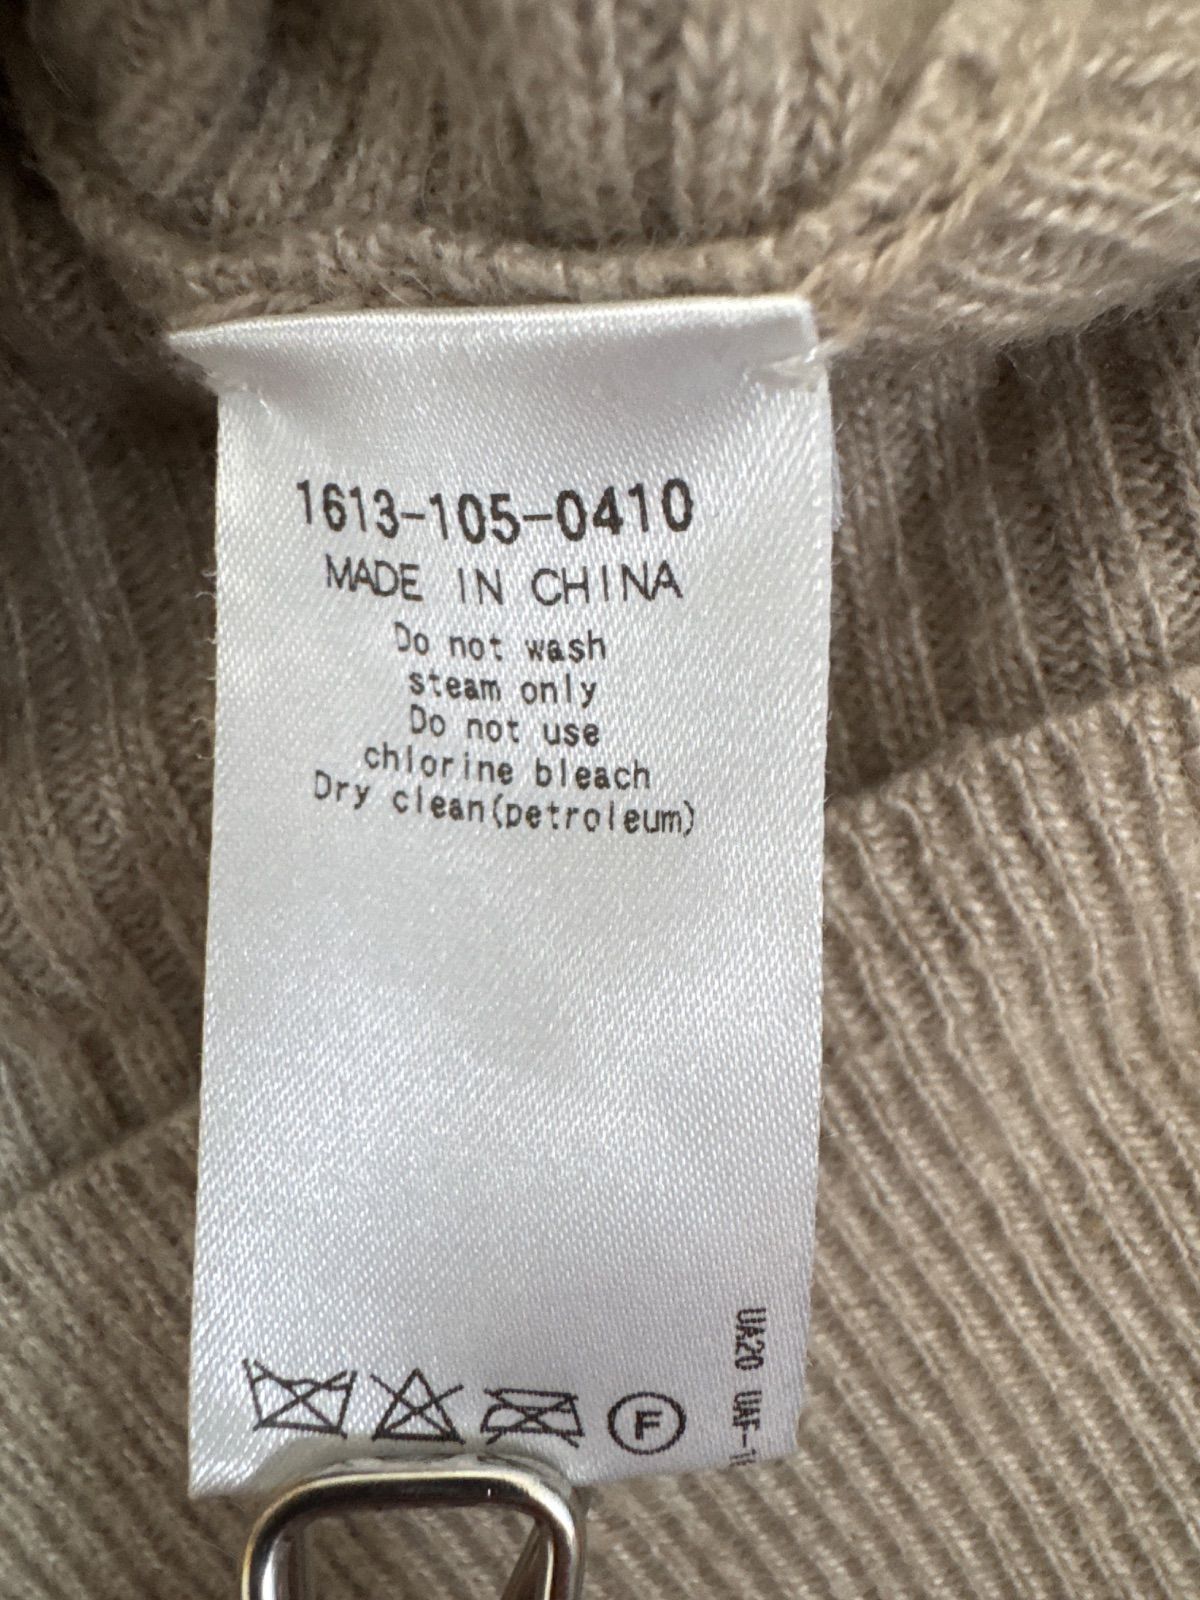 1613-105-0410
MADE IN CHINA
Do not wash
steam only
Do not use
chlorine bleach
Dry clean(petroleum)
F
UA20 UAF-